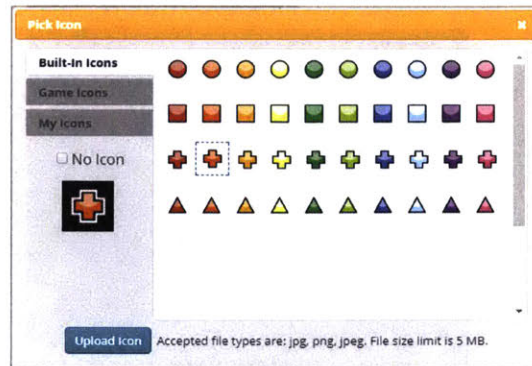 Pick Icon
Built-In Icons
Game Icons
My Icons
No Icon
Upload Icon Accepted file types are: jpg, png, jpeg. File size limit is 5 MB.